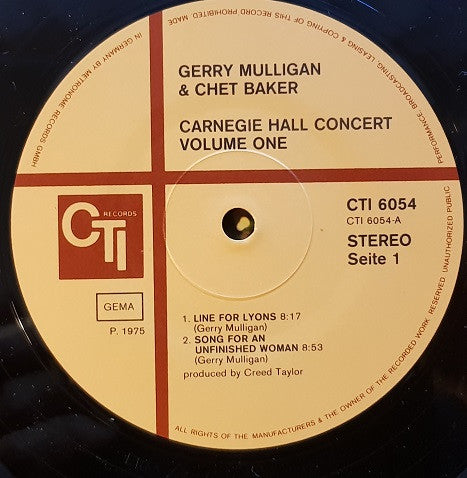 GERRY MULLIGAN
& CHET BAKER
CARNEGIE HALL CONCERT
VOLUME ONE
RECORDS
CTI
CTI 6054
CTI 6054-A
STEREO
Seite 1
GEMA
P. 1975
1. LINE FOR LYONS 8:17
(Gerry Mulligan)
2. SONG FOR AN
UNFINISHED WOMAN 8:53
(Gerry Mulligan)
produced by Creed Taylor
ALL RIGHTS OF THE MANUFACTURERS & THE OWNER OF THE RECORDED WORK RESERVED. UNAUTHORIZED PUBLIC
PERFORMANCE BROADCASTING, LEASING & COPYING OF THIS RECORD PROHIBITED. MADE
IN GERMANY BY METRONOME RECORDS GMBH